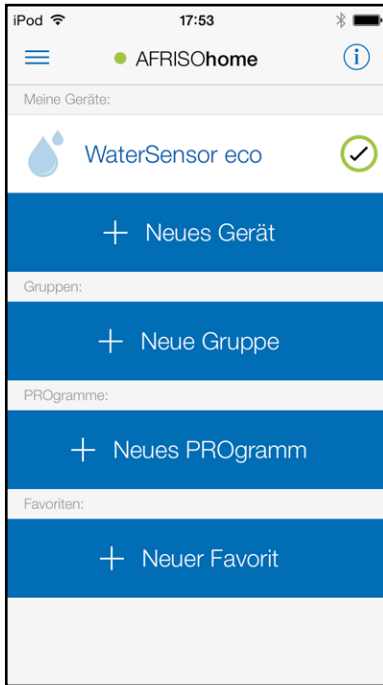 iPod 17:53
AFRISOhome
Meine Geräte:
WaterSensor eco
+ Neues Gerät
Gruppen:
+ Neue Gruppe
PROgramme:
+ Neues PROgramm
Favoriten:
+ Neuer Favorit